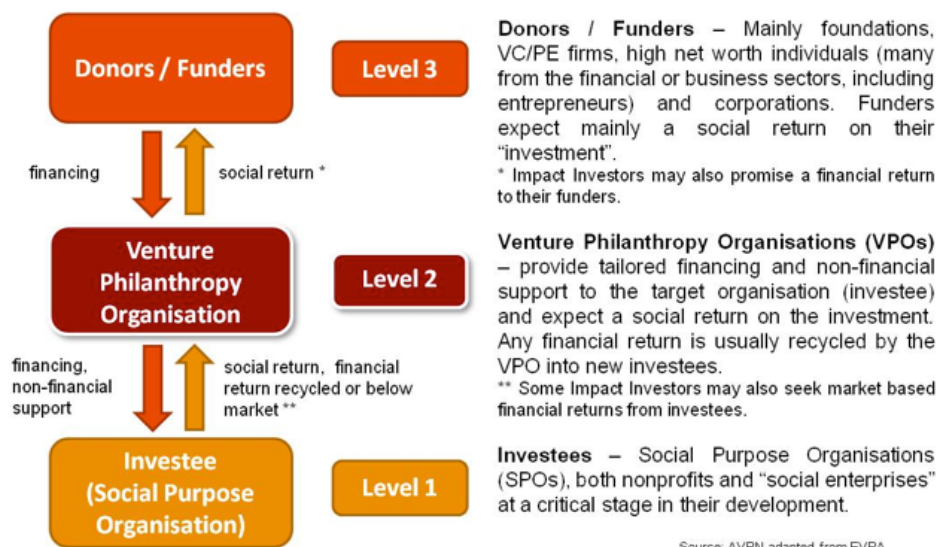 Donors / Funders
Level 3
financing
social return *
Venture
Philanthropy
Organisation
Level 2
financing,
non-financial
support
social return, financial
return recycled or below
market **
Investee
(Social Purpose
Organisation)
Level 1
Donors / Funders – Mainly foundations,
VC/PE firms, high net worth individuals (many
from the financial or business sectors, including
entrepreneurs) and corporations. Funders
expect mainly a social return on their
“investment”.
* Impact Investors may also promise a financial return
to their funders.
Venture Philanthropy Organisations (VPOs)
– provide tailored financing and non-financial
support to the target organisation (investee)
and expect a social return on the investment.
Any financial return is usually recycled by the
VPO into new investees.
** Some Impact Investors may also seek market based
financial returns from investees.
Investees – Social Purpose Organisations
(SPOs), both nonprofits and “social enterprises”
at a critical stage in their development.
Source: AVPN adapted from EVPA